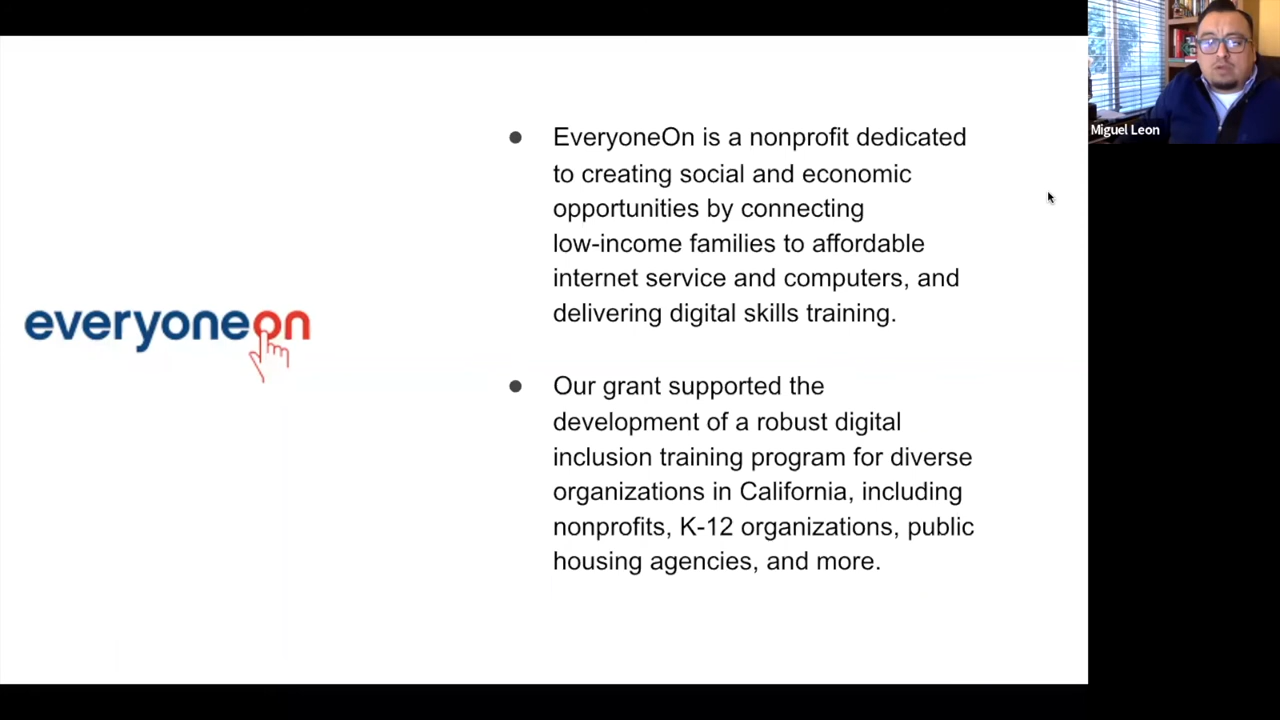 everyoneon
EveryoneOn is a nonprofit dedicated
to creating social and economic
opportunities by connecting
low-income families to affordable
internet service and computers, and
delivering digital skills training.
Our grant supported the
development of a robust digital
inclusion training program for diverse
organizations in California, including
nonprofits, K-12 organizations, public
housing agencies, and more.
Miguel Leon